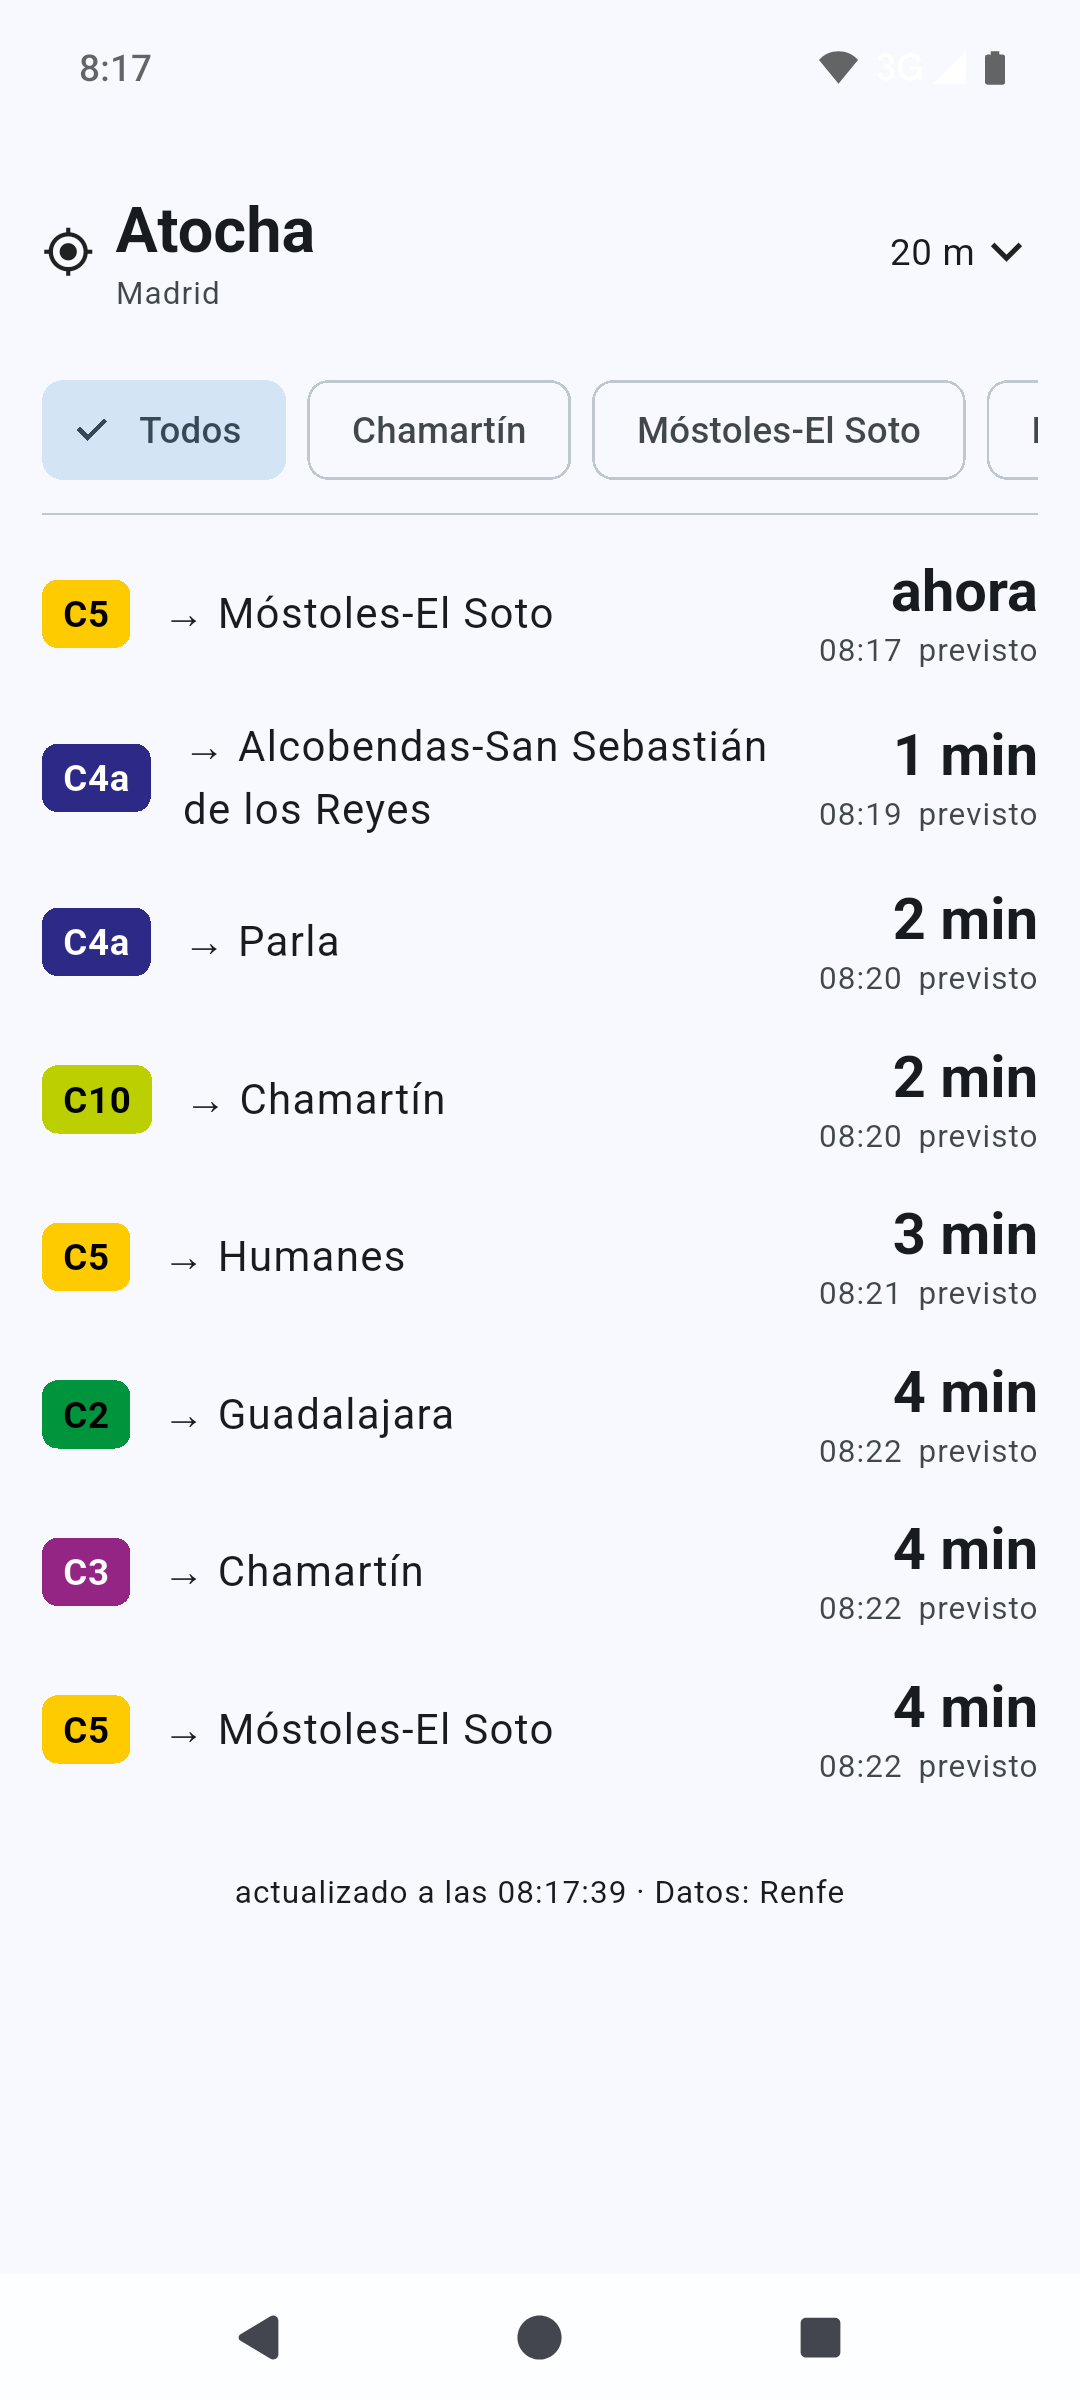 8:17
3G
Atocha
Madrid
20 m
Todos
Chamartín
Móstoles-El Soto
C5 → Móstoles-El Soto
ahora
08:17 previsto
C4a → Alcobendas-San Sebastián
de los Reyes
1 min
08:19 previsto
C4a → Parla
2 min
08:20 previsto
C10 → Chamartín
2 min
08:20 previsto
C5 → Humanes
3 min
08:21 previsto
C2 → Guadalajara
4 min
08:22 previsto
C3 → Chamartín
4 min
08:22 previsto
C5 → Móstoles-El Soto
4 min
08:22 previsto
actualizado a las 08:17:39 · Datos: Renfe